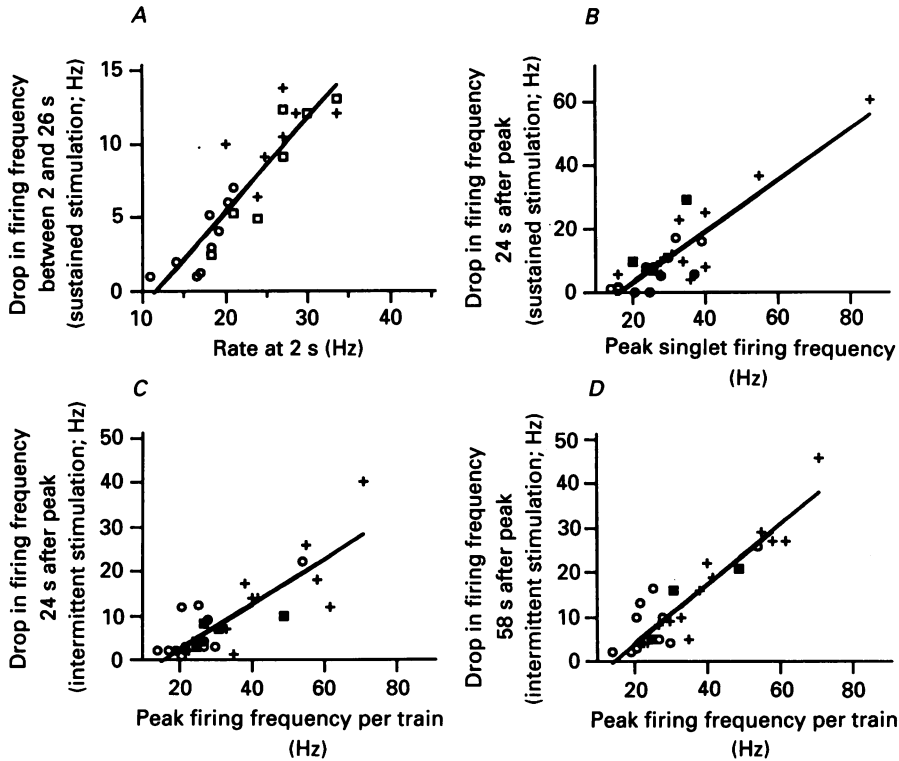 A
Drop in firing frequency
between 2 and 26 s
(sustained stimulation; Hz)
15
10
5
0
10
20
30
40
Rate at 2 s (Hz)
B
Drop in firing frequency
24 s after peak
(sustained stimulation; Hz)
60
40
20
0
20
40
60
80
Peak singlet firing frequency
(Hz)
C
Drop in firing frequency
24 s after peak
(intermittent stimulation; Hz)
50
40
30
20
10
0
20
40
60
80
Peak firing frequency per train
(Hz)
D
Drop in firing frequency
58 s after peak
(intermittent stimulation; Hz)
50
40
30
20
10
0
20
40
60
80
Peak firing frequency per train
(Hz)